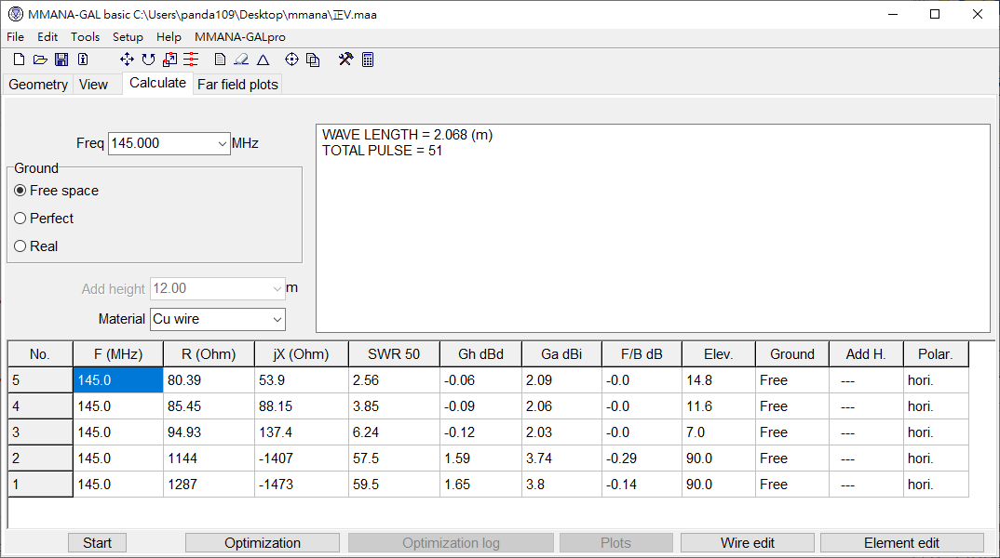 MMANA-GAL basic C:\Users\panda109\Desktop\mmana\正V.maa
File Edit Tools Setup Help MMANA-GALpro
Geometry View Calculate Far field plots
Freq 145.000 MHz
WAVE LENGTH = 2.068 (m)
TOTAL PULSE = 51
Ground
Free space
Perfect
Real
Add height 12.00 m
Material Cu wire
No. F (MHz) R (Ohm) jX (Ohm) SWR 50 Gh dBd Ga dBi F/B dB Elev. Ground Add H. Polar.
5 145.0 80.39 53.9 2.56 -0.06 2.09 -0.0 14.8 Free --- hori.
4 145.0 85.45 88.15 3.85 -0.09 2.06 -0.0 11.6 Free --- hori.
3 145.0 94.93 137.4 6.24 -0.12 2.03 -0.0 7.0 Free --- hori.
2 145.0 1144 -1407 57.5 1.59 3.74 -0.29 90.0 Free --- hori.
1 145.0 1287 -1473 59.5 1.65 3.8 -0.14 90.0 Free --- hori.
Start Optimization Optimization log Plots Wire edit Element edit